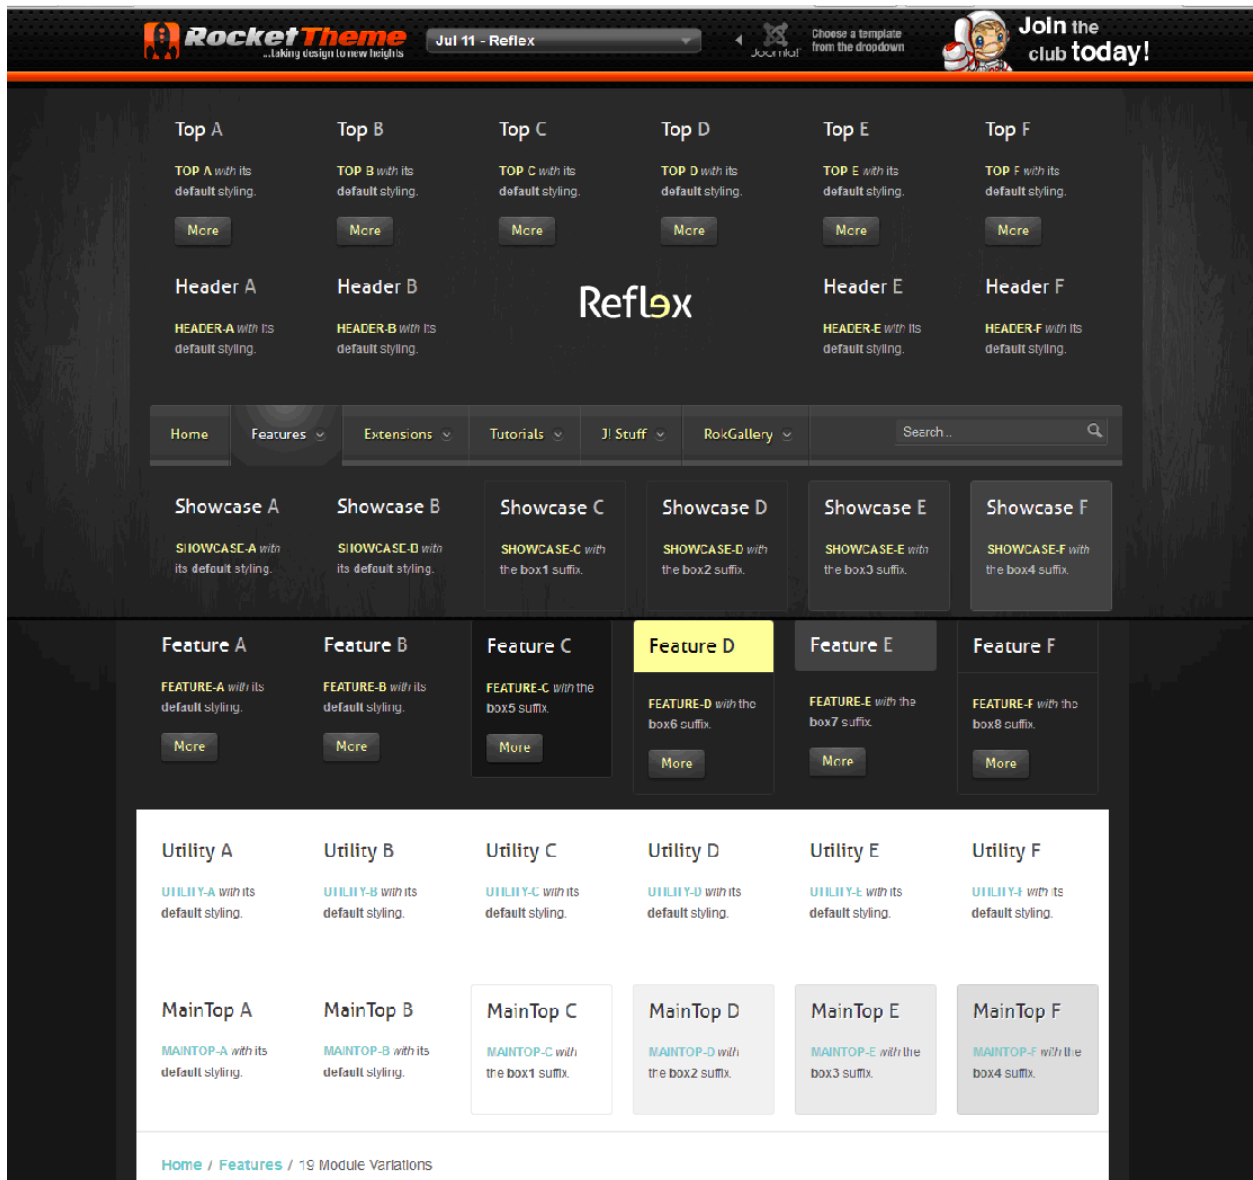 RocketTheme
...taking design to new heights
Jul 11 - Reflex
Joomla!
Choose a template
from the dropdown
Join the
club today!
Top A Top B Top C Top D Top E Top F
TOP A with its TOP B with its TOP C with its TOP D with its TOP E with its TOP F with its
default styling. default styling. default styling. default styling. default styling. default styling.
More More More More More More
Header A Header B Reflex Header E Header F
HEADER-A with its HEADER-B with its HEADER-E with its HEADER-F with its
default styling. default styling. default styling. default styling.
Home Features Extensions Tutorials J! Stuff RokGallery Search...
Showcase A Showcase B Showcase C Showcase D Showcase E Showcase F
SHOWCASE-A with SHOWCASE-B with SHOWCASE-C with SHOWCASE-D with SHOWCASE-E with SHOWCASE-F with
its default styling. its default styling. the box1 suffix. the box2 suffix. the box3 suffix. the box4 suffix.
Feature A Feature B Feature C Feature D Feature E Feature F
FEATURE-A with its FEATURE-B with its FEATURE-C with the FEATURE-D with the FEATURE-E with the FEATURE-F with the
default styling. default styling. box5 suffix. box6 suffix. box7 suffix. box8 suffix.
More More More More More More
Utility A Utility B Utility C Utility D Utility E Utility F
UTILITY-A with its UTILITY-B with its UTILITY-C with its UTILITY-D with its UTILITY-E with its UTILITY-F with its
default styling. default styling. default styling. default styling. default styling. default styling.
MainTop A MainTop B MainTop C MainTop D MainTop E MainTop F
MAINTOP-A with its MAINTOP-B with its MAINTOP-C with MAINTOP-D with MAINTOP-E with the MAINTOP-F with the
default styling. default styling. the box1 suffix. the box2 suffix. box3 suffix. box4 suffix.
Home / Features / 19 Module Variations